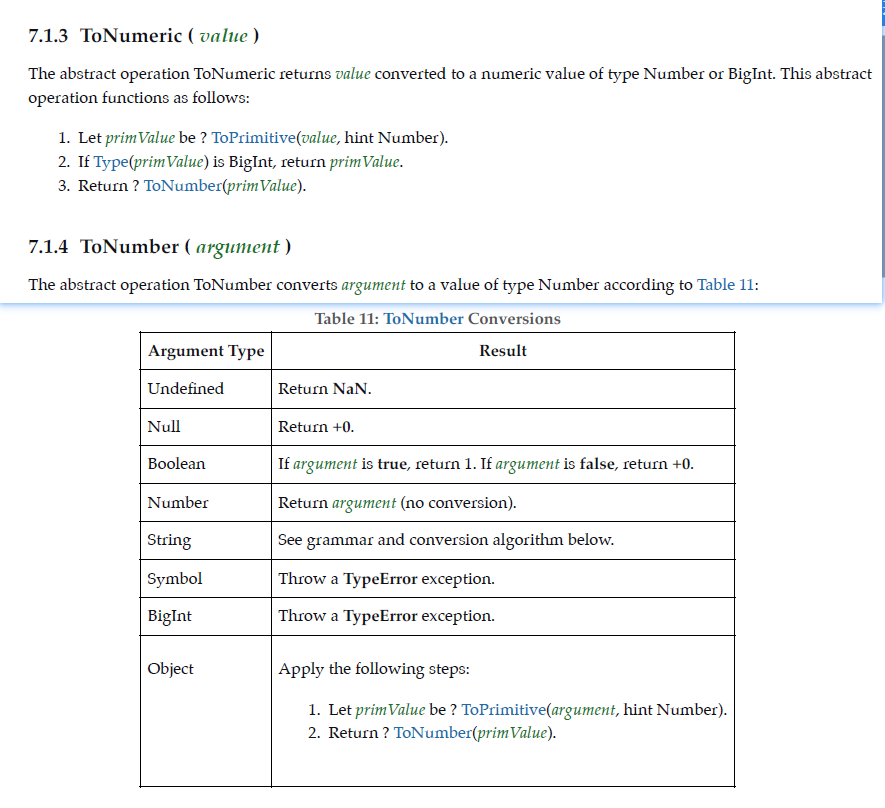 7.1.3 ToNumeric ( value )
The abstract operation ToNumeric returns value converted to a numeric value of type Number or BigInt. This abstract
operation functions as follows:
1. Let primValue be ? ToPrimitive(value, hint Number).
2. If Type(primValue) is BigInt, return primValue.
3. Return ? ToNumber(primValue).
7.1.4 ToNumber ( argument )
The abstract operation ToNumber converts argument to a value of type Number according to Table 11:
Table 11: ToNumber Conversions
Argument Type Result
Undefined Return NaN.
Null Return +0.
Boolean If argument is true, return 1. If argument is false, return +0.
Number Return argument (no conversion).
String See grammar and conversion algorithm below.
Symbol Throw a TypeError exception.
BigInt Throw a TypeError exception.
Object Apply the following steps:
1. Let primValue be ? ToPrimitive(argument, hint Number).
2. Return ? ToNumber(primValue).